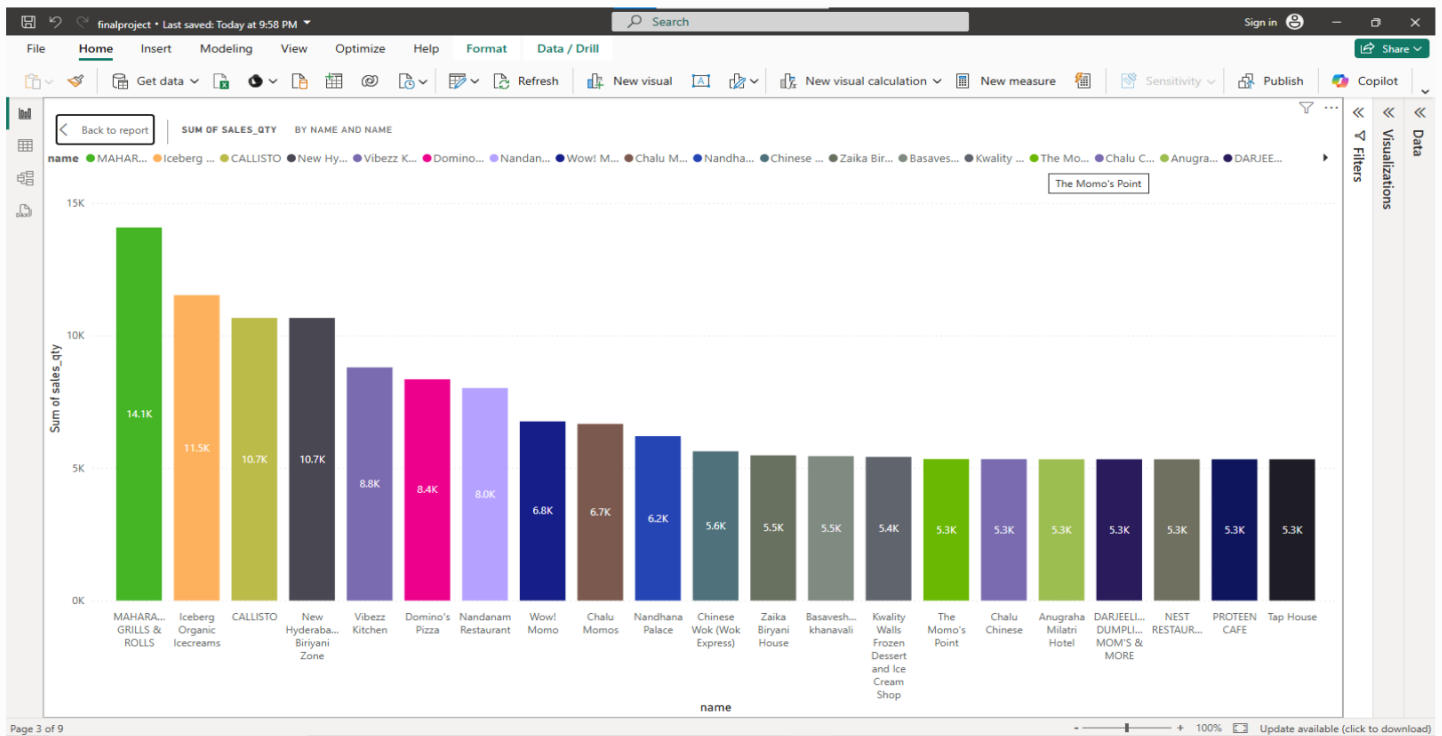 finalproject • Last saved: Today at 9:58 PM
Search
Sign in
File Home Insert Modeling View Optimize Help Format Data / Drill
Share
Get data
Refresh
New visual
New visual calculation
New measure
Sensitivity
Publish
Copilot
Back to report
SUM OF SALES_QTY BY NAME AND NAME
name MAHAR... Iceberg ... CALLISTO New Hy... Vibezz K... Domino... Nandan... Wow! M... Chalu M... Nandha... Chinese ... Zaika Bir... Basaves... Kwality ... The Mo... Chalu C... Anugra... DARJEE...
The Momo's Point
Filters
Visualizations
Data
Sum of sales_qty
15K
10K
5K
0K
14.1K
11.5K
10.7K
10.7K
8.8K
8.4K
8.0K
6.8K
6.7K
6.2K
5.6K
5.5K
5.5K
5.4K
5.3K
5.3K
5.3K
5.3K
5.3K
5.3K
5.3K
MAHARA...
GRILLS &
ROLLS
Iceberg
Organic
Icecreams
CALLISTO
New
Hyderaba...
Biriyani
Zone
Vibezz
Kitchen
Domino's
Pizza
Nandanam
Restaurant
Wow!
Momo
Chalu
Momos
Nandhana
Palace
Chinese
Wok (Wok
Express)
Zaika
Biryani
House
Basavesh...
khanavali
Kwality
Walls
Frozen
Dessert
and Ice
Cream
Shop
The
Momo's
Point
Chalu
Chinese
Anugraha
Milatri
Hotel
DARJEELI...
DUMPLI...
MOM'S &
MORE
NEST
RESTAUR...
PROTEEN
CAFE
Tap House
name
Page 3 of 9
- + 100%
Update available (click to download)